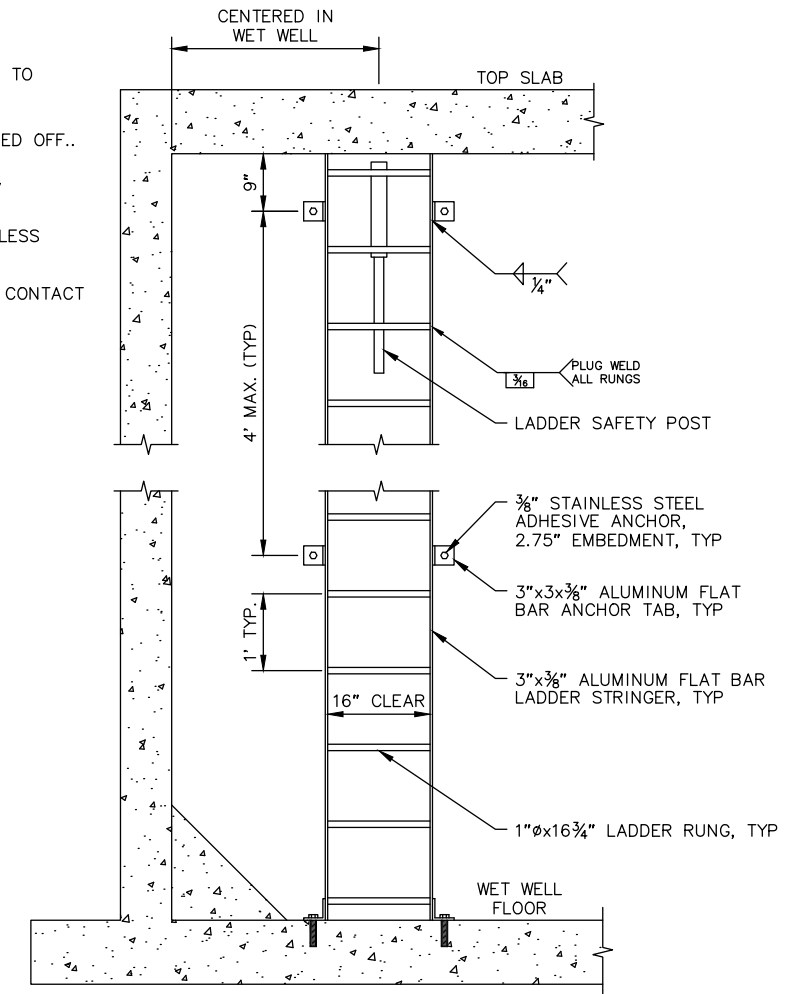 CENTERED IN
WET WELL
TO
TOP SLAB
ED OFF..
LESS
CONTACT
9"
4' MAX. (TYP)
1/4"
3/16
PLUG WELD
ALL RUNGS
LADDER SAFETY POST
3/8" STAINLESS STEEL
ADHESIVE ANCHOR,
2.75" EMBEDMENT, TYP
3"x3x3/8" ALUMINUM FLAT
BAR ANCHOR TAB, TYP
1' TYP.
3"x3/8" ALUMINUM FLAT BAR
LADDER STRINGER, TYP
16" CLEAR
1"øx16 3/4" LADDER RUNG, TYP
WET WELL
FLOOR